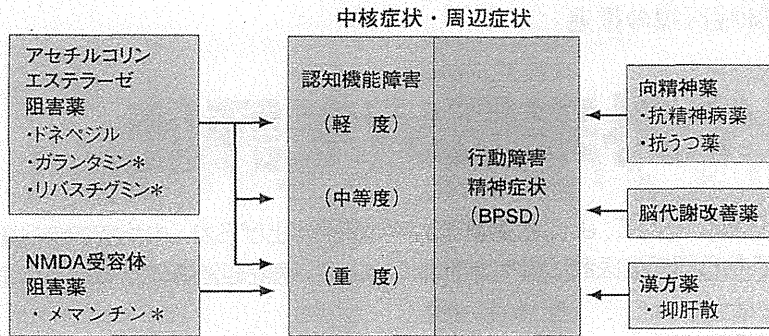 中核症状・周辺症状
アセチルコリン
エステラーゼ
阻害薬
・ドネペジル
・ガランタミン＊
・リバスチグミン＊
NMDA受容体
阻害薬
・メマンチン＊
認知機能障害
（軽　度）
（中等度）
（重　度）
行動障害
精神症状
（BPSD）
向精神薬
・抗精神病薬
・抗うつ薬
脳代謝改善薬
漢方薬
・抑肝散